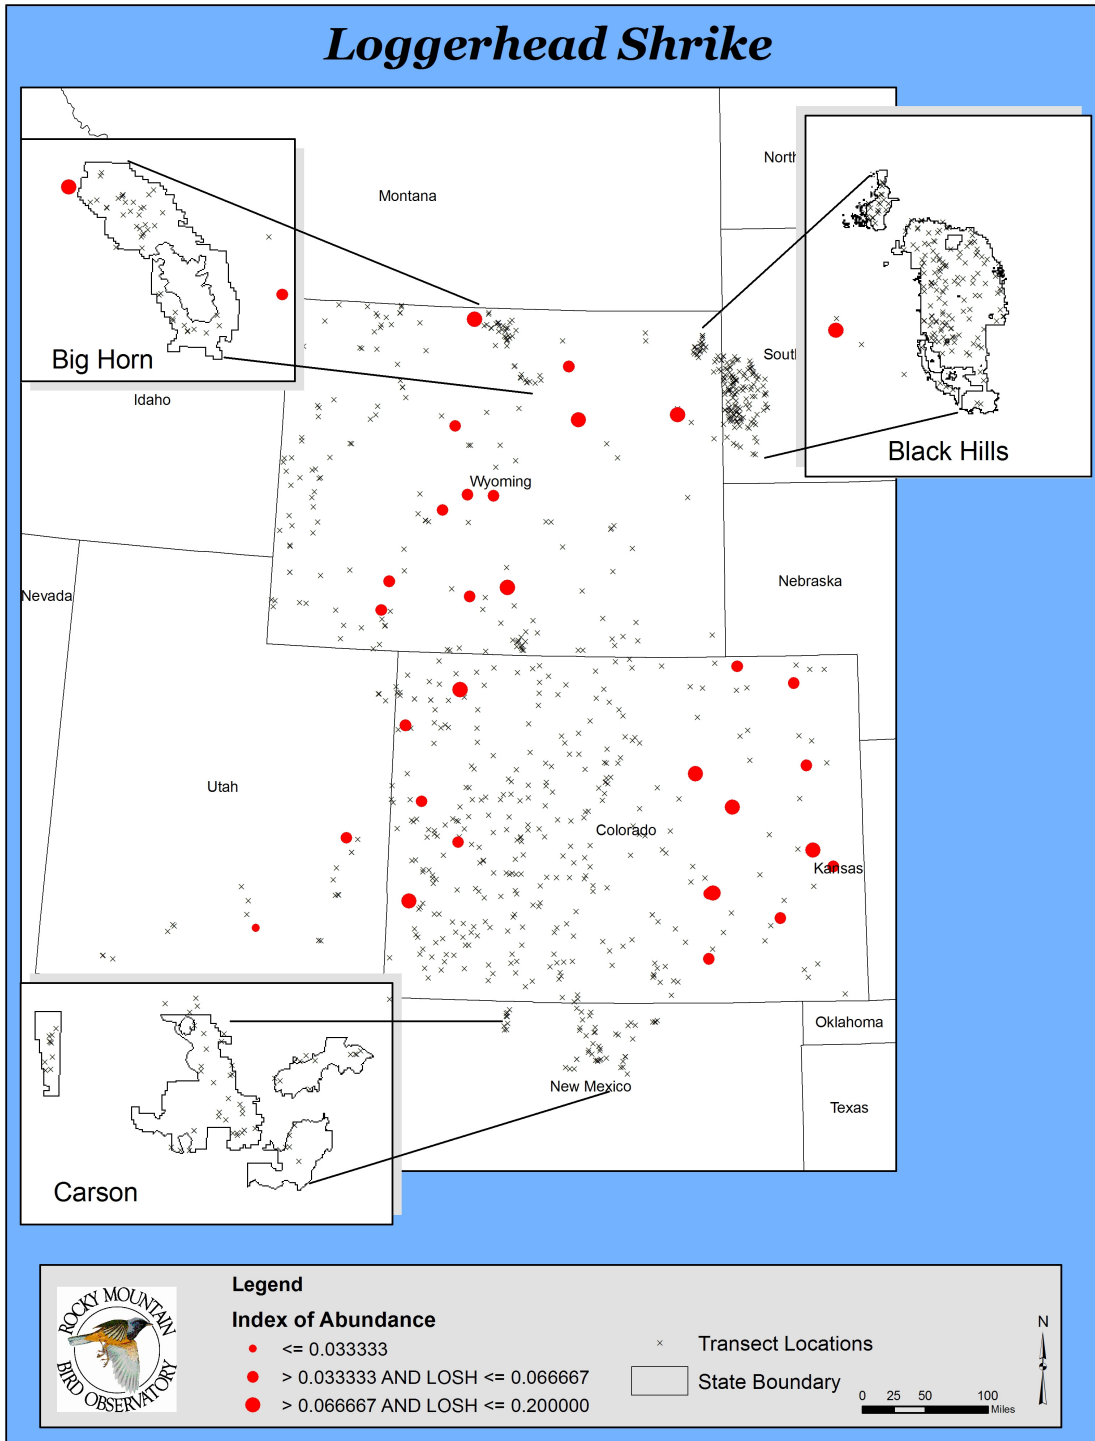 Loggerhead Shrike
North
Montana
Big Horn
South
Idaho
Black Hills
Wyoming
Nebraska
Nevada
Utah
Colorado
Kansas
Oklahoma
New Mexico
Texas
Carson
Legend
Index of Abundance
<= 0.033333
> 0.033333 AND LOSH <= 0.066667
> 0.066667 AND LOSH <= 0.200000
Transect Locations
State Boundary
N
0 25 50 100
Miles
ROCKY MOUNTAIN
BIRD OBSERVATORY